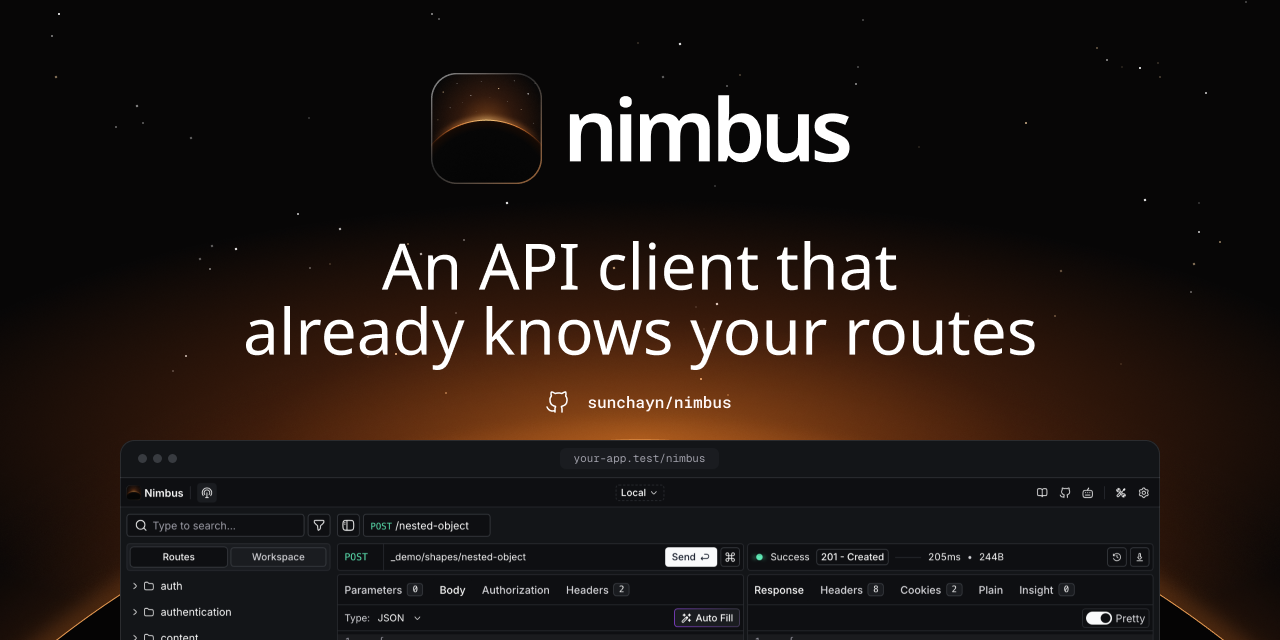 nimbus
An API client that
already knows your routes
sunchayn/nimbus
your-app.test/nimbus
Nimbus
Local
Type to search...
POST /nested-object
Routes
Workspace
POST
_demo/shapes/nested-object
Send
Success
201 - Created
205ms • 244B
auth
Parameters 0
Body
Authorization
Headers 2
Response
Headers 8
Cookies 2
Plain
Insight 0
authentication
Type: JSON
Auto Fill
Pretty
content